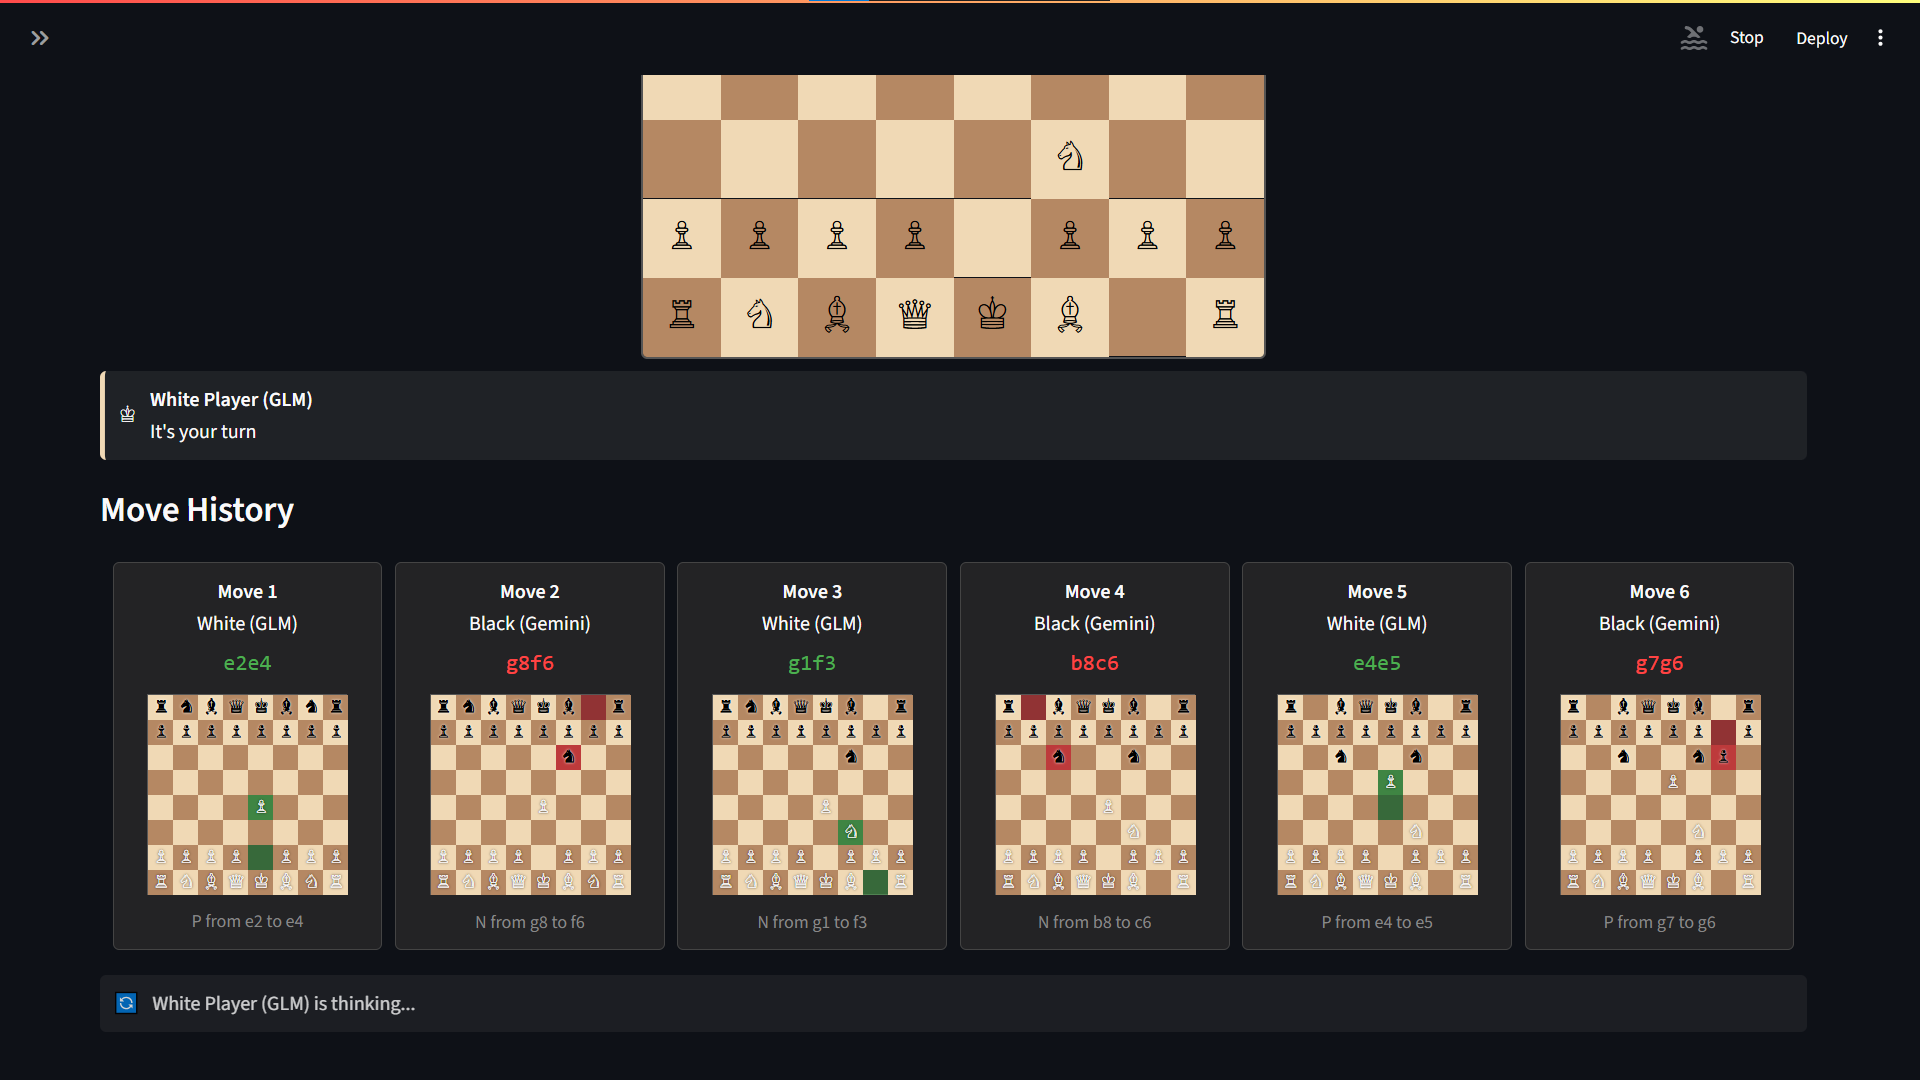 Stop
Deploy
White Player (GLM)
It's your turn
Move History
Move 1
White (GLM)
e2e4
P from e2 to e4
Move 2
Black (Gemini)
g8f6
N from g8 to f6
Move 3
White (GLM)
g1f3
N from g1 to f3
Move 4
Black (Gemini)
b8c6
N from b8 to c6
Move 5
White (GLM)
e4e5
P from e4 to e5
Move 6
Black (Gemini)
g7g6
P from g7 to g6
White Player (GLM) is thinking...